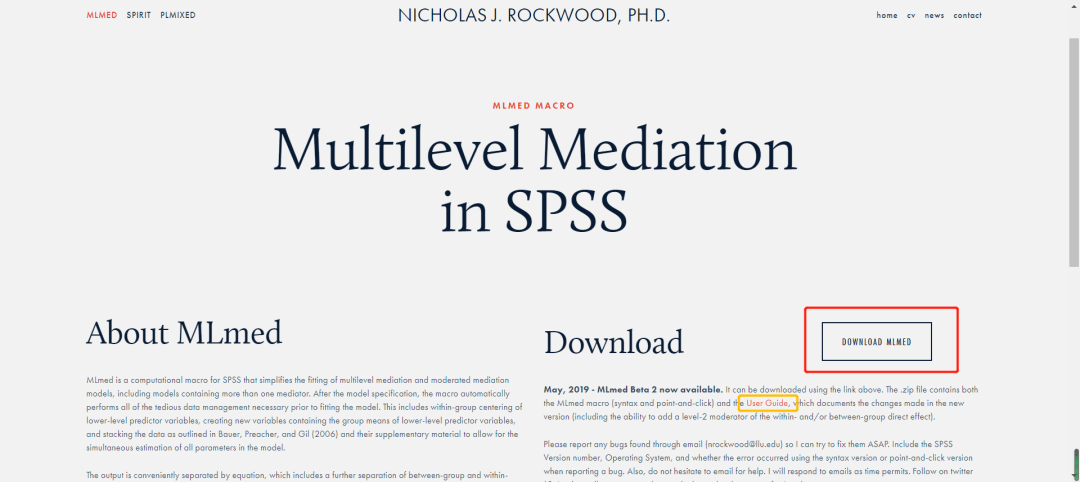 MLMED SPIRIT PLMIXED
NICHOLAS J. ROCKWOOD, PH.D.
home cv news contact
MLMED MACRO
Multilevel Mediation
in SPSS
About MLmed
MLmed is a computational macro for SPSS that simplifies the fitting of multilevel mediation and moderated mediation
models, including models containing more than one mediator. After the model specification, the macro automatically
performs all of the tedious data management necessary prior to fitting the model. This includes within-group centering of
lower-level predictor variables, creating new variables containing the group means of lower-level predictor variables,
and stacking the data as outlined in Bauer, Preacher, and Gil (2006) and their supplementary material to allow for the
simultaneous estimation of all parameters in the model.
The output is conveniently separated by equation, which includes a further separation of between-group and within-
Download
DOWNLOAD MLMED
May, 2019 - MLmed Beta 2 now available. It can be downloaded using the link above. The .zip file contains both
the MLmed macro (syntax and point-and-click) and the User Guide, which documents the changes made in the new
version (including the ability to add a level-2 moderator of the within- and/or between-group direct effect).
Please report any bugs found through email (nrockwood@llu.edu) so I can try to fix them ASAP. Include the SPSS
Version number, Operating System, and whether the error occurred using the syntax version or point-and-click version
when reporting a bug. Also, do not hesitate to email for help. I will respond to emails as time permits. Follow on twitter